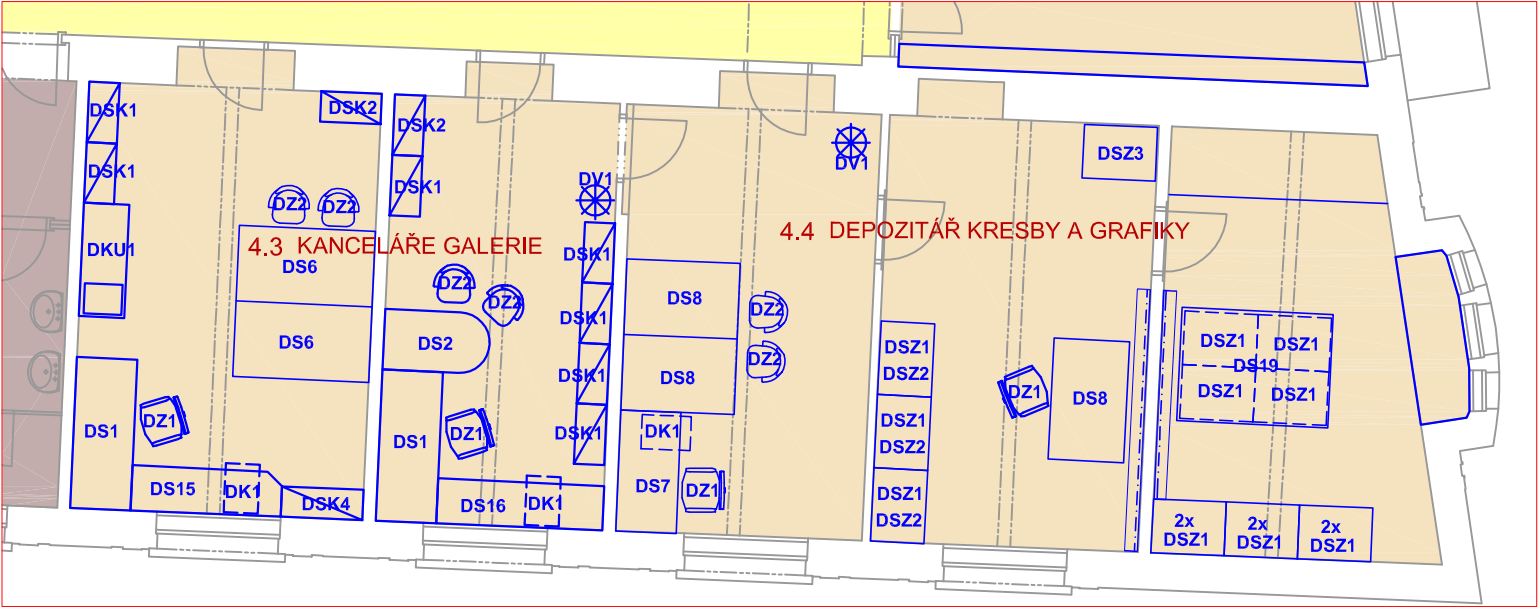 DSK1
DSK1
DKU1
DSK2
DZ2
DZ2
4.3 KANCELÁŘE GALERIE
DS6
DS6
DS1
DZ1
DS15
DK1
DSK4
DSK2
DSK1
DV1
DSK1
DZ2
DZ2
DSK1
DS2
DSK1
DS1
DZ1
DSK1
DS16
DK1
DV1
4.4 DEPOZITÁŘ KRESBY A GRAFIKY
DS8
DZ2
DS8
DZ2
DK1
DS7
DZ1
DSZ3
DSZ1
DSZ2
DSZ1
DSZ2
DSZ1
DSZ2
DZ1
DS8
DSZ1
DSZ1
DS19
DSZ1
DSZ1
2x
DSZ1
2x
DSZ1
2x
DSZ1